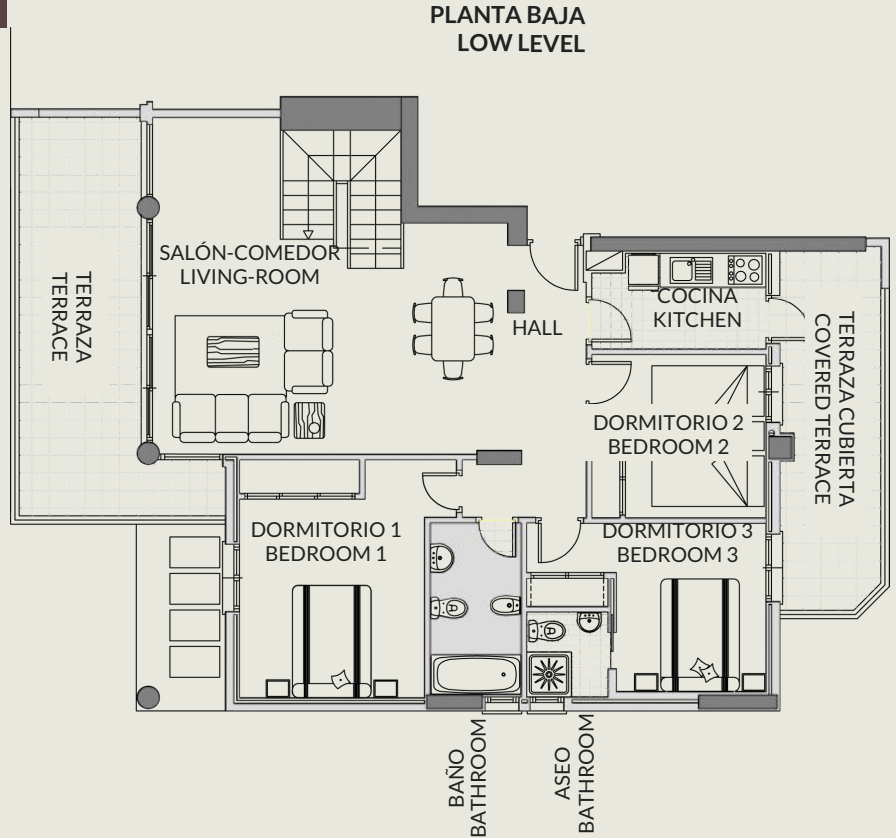 PLANTA BAJA
LOW LEVEL
SALÓN-COMEDOR
LIVING-ROOM
TERRAZA
TERRACE
HALL
COCINA
KITCHEN
TERRAZA CUBIERTA
COVERED TERRACE
DORMITORIO 2
BEDROOM 2
DORMITORIO 1
BEDROOM 1
DORMITORIO 3
BEDROOM 3
BAÑO
BATHROOM
ASEO
BATHROOM